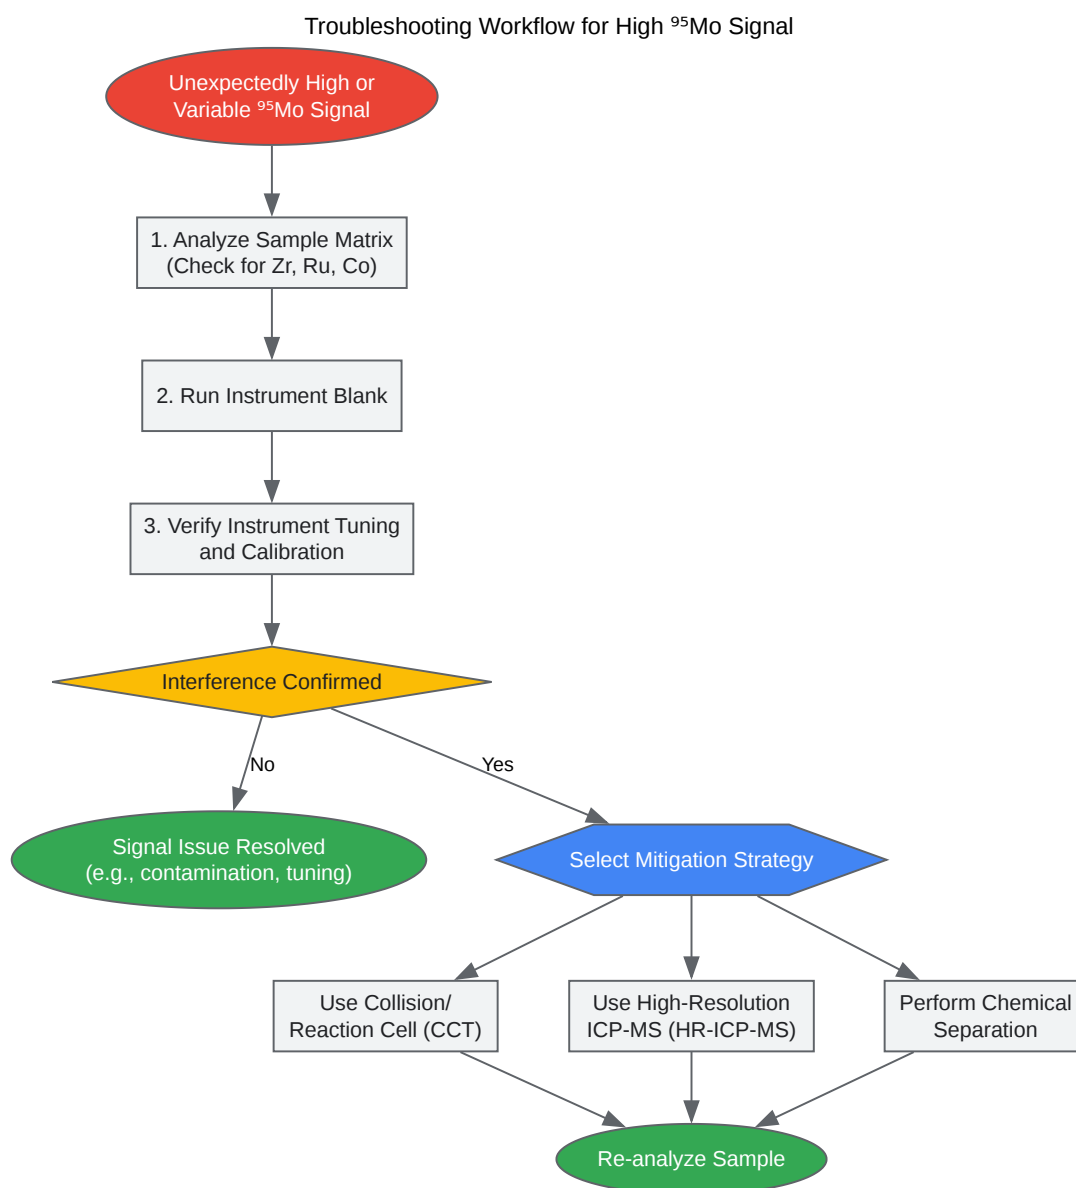 Troubleshooting Workflow for High ⁹⁵Mo Signal
Unexpectedly High or
Variable ⁹⁵Mo Signal
1. Analyze Sample Matrix
(Check for Zr, Ru, Co)
2. Run Instrument Blank
3. Verify Instrument Tuning
and Calibration
Interference Confirmed
No
Yes
Signal Issue Resolved
(e.g., contamination, tuning)
Select Mitigation Strategy
Use Collision/
Reaction Cell (CCT)
Use High-Resolution
ICP-MS (HR-ICP-MS)
Perform Chemical
Separation
Re-analyze Sample